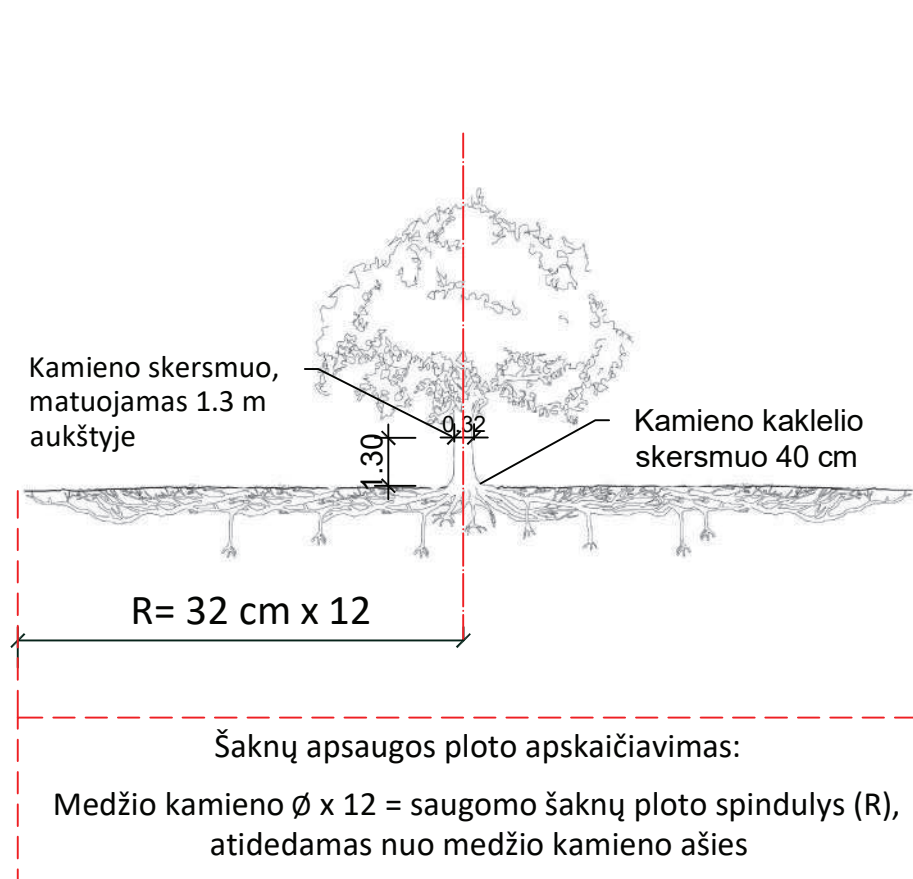 Kamieno skersmuo,
matuojamas 1.3 m
aukštyje
0,32
1.30
Kamieno kaklelio
skersmuo 40 cm
R= 32 cm x 12
Šaknų apsaugos ploto apskaičiavimas:
Medžio kamieno Ø x 12 = saugomo šaknų ploto spindulys (R),
atidedamas nuo medžio kamieno ašies